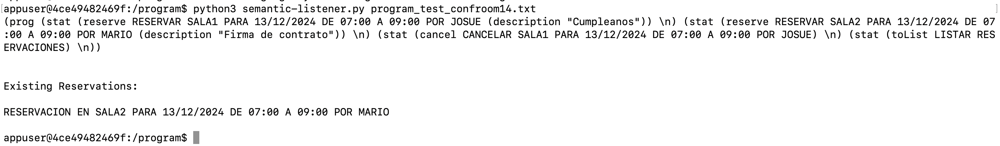 [appuser@4ce49482469f:/program$ python3 semantic-listener.py program_test_confroom14.txt ]
(prog (stat (reserve RESERVAR SALA1 PARA 13/12/2024 DE 07:00 A 09:00 POR JOSUE (description "Cumpleanos")) \n) (stat (reserve RESERVAR SALA2 PARA 13/12/2024 DE 07
:00 A 09:00 POR MARIO (description "Firma de contrato")) \n) (stat (cancel CANCELAR SALA1 PARA 13/12/2024 DE 07:00 A 09:00 POR JOSUE) \n) (stat (toList LISTAR RES
ERVACIONES) \n))
Existing Reservations:
RESERVACION EN SALA2 PARA 13/12/2024 DE 07:00 A 09:00 POR MARIO
appuser@4ce49482469f:/program$